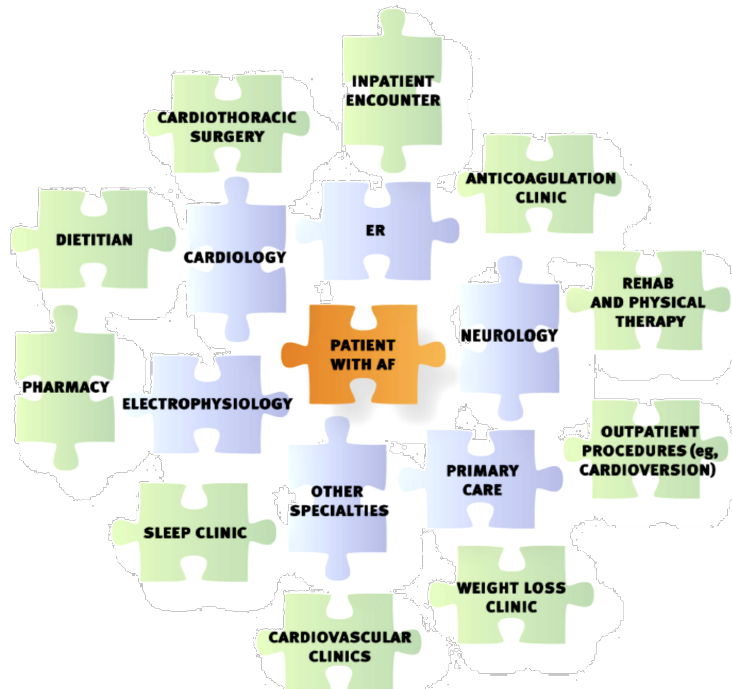 INPATIENT
ENCOUNTER
CARDIOTHORACIC
SURGERY
ANTICOAGULATION
CLINIC
DIETITIAN
CARDIOLOGY
ER
REHAB
AND PHYSICAL
THERAPY
NEUROLOGY
PATIENT
WITH AF
PHARMACY
ELECTROPHYSIOLOGY
OUTPATIENT
PROCEDURES (eg,
CARDIOVERSION)
PRIMARY
CARE
OTHER
SPECIALTIES
SLEEP CLINIC
WEIGHT LOSS
CLINIC
CARDIOVASCULAR
CLINICS